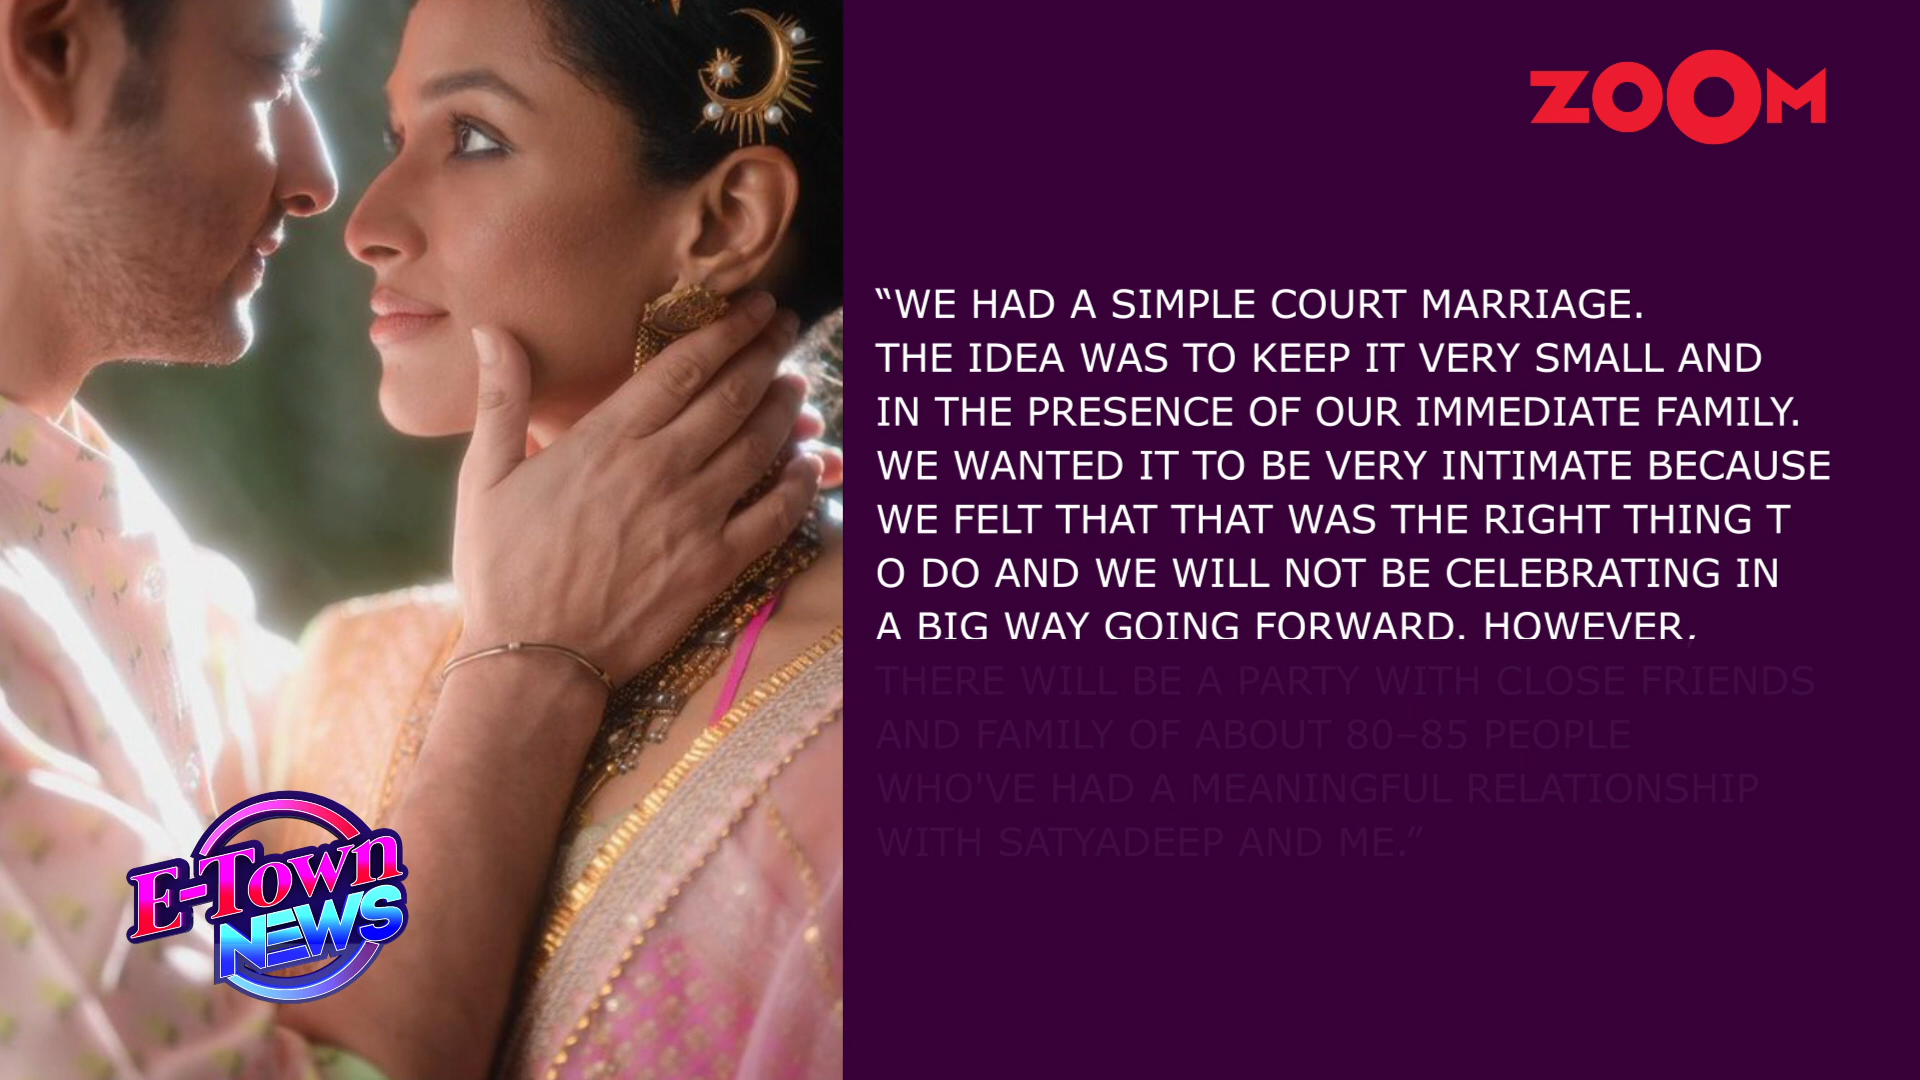 ZOOM
“WE HAD A SIMPLE COURT MARRIAGE.
THE IDEA WAS TO KEEP IT VERY SMALL AND
IN THE PRESENCE OF OUR IMMEDIATE FAMILY.
WE WANTED IT TO BE VERY INTIMATE BECAUSE
WE FELT THAT THAT WAS THE RIGHT THING T
O DO AND WE WILL NOT BE CELEBRATING IN
A BIG WAY GOING FORWARD. HOWEVER,
THERE WILL BE A PARTY WITH CLOSE FRIENDS
AND FAMILY OF ABOUT 80–85 PEOPLE
WHO'VE HAD A MEANINGFUL RELATIONSHIP
WITH SATYADEEP AND ME.”
E-Town
NEWS